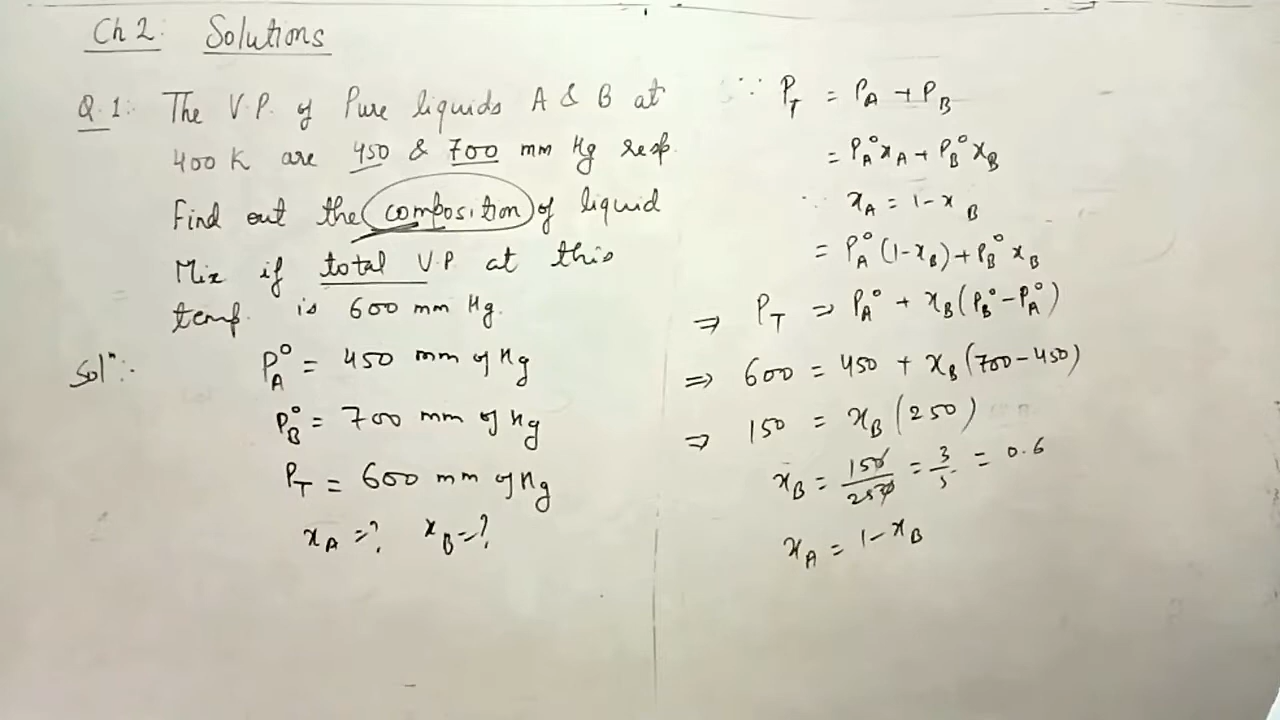 Ch 2: Solutions
Q.1:- The V.P. of Pure liquids A & B at
400 K are 450 & 700 mm Hg resp.
Find out the composition of liquid
Mix if total V.P. at this
temp. is 600 mm Hg.
Solⁿ:- P°A = 450 mm of Hg
P°B = 700 mm of Hg
PT = 600 mm of Hg
xA = ? xB = ?
∵ PT = PA + PB
= P°A xA + P°B xB
∵ xA = 1 - xB
= P°A (1 - xB) + P°B xB
⇒ PT ⇒ P°A + xB (P°B - P°A)
⇒ 600 = 450 + xB (700 - 450)
⇒ 150 = xB (250)
xB = 150/250 = 3/5 = 0.6
xA = 1 - xB